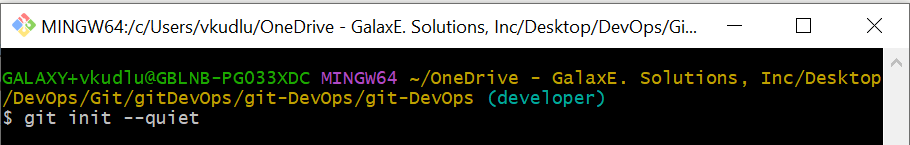 MINGW64:/c/Users/vkudlu/OneDrive - GalaxE. Solutions, Inc/Desktop/DevOps/Gi...
GALAXY+vkudlu@GBLNB-PG033XDC MINGW64 ~/OneDrive - GalaxE. Solutions, Inc/Desktop
/DevOps/Git/gitDevOps/git-DevOps/git-DevOps (developer)
$ git init --quiet